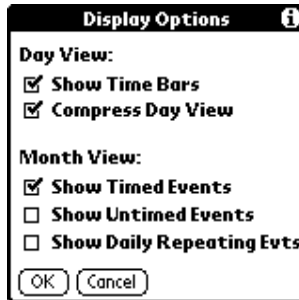 Display Options
Day View:
Show Time Bars
Compress Day View
Month View:
Show Timed Events
Show Untimed Events
Show Daily Repeating Evts
OK Cancel